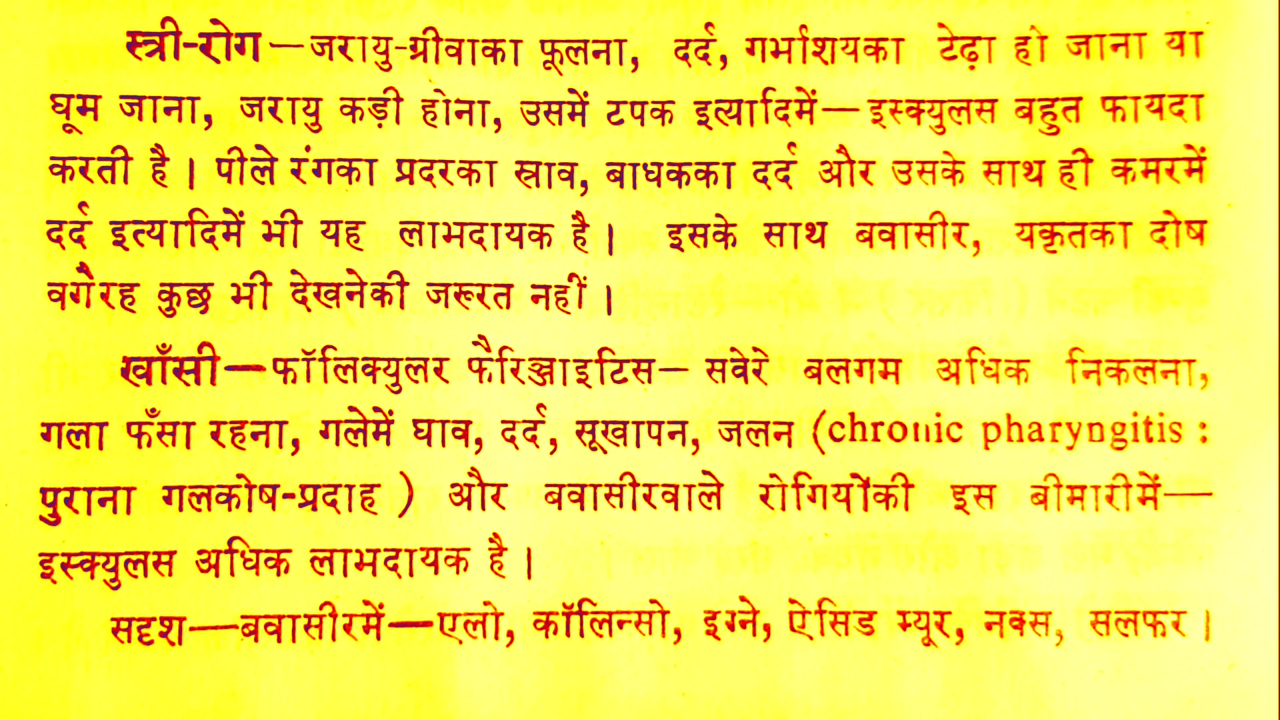 स्त्री-रोग—जरायु-ग्रीवाका फूलना, दर्द, गर्भाशयका टेढ़ा हो जाना या
घूम जाना, जरायु कड़ी होना, उसमें टपक इत्यादिमें—इस्क्युलस बहुत फायदा
करती है। पीले रंगका प्रदरका स्राव, बाधकका दर्द और उसके साथ ही कमरमें
दर्द इत्यादिमें भी यह लाभदायक है। इसके साथ बवासीर, यकृतका दोष
वगैरह कुछ भी देखनेकी जरूरत नहीं।
खाँसी—फॉलिक्युलर फैरिञ्जाइटिस—सवेरे बलगम अधिक निकलना,
गला फँसा रहना, गलेमें घाव, दर्द, सूखापन, जलन (chronic pharyngitis :
पुराना गलकोष-प्रदाह ) और बवासीरवाले रोगियोंकी इस बीमारीमें—
इस्क्युलस अधिक लाभदायक है।
सदृश—बवासीरमें—एलो, कॉलिन्सो, इग्ने, ऐसिड म्यूर, नक्स, सलफर।